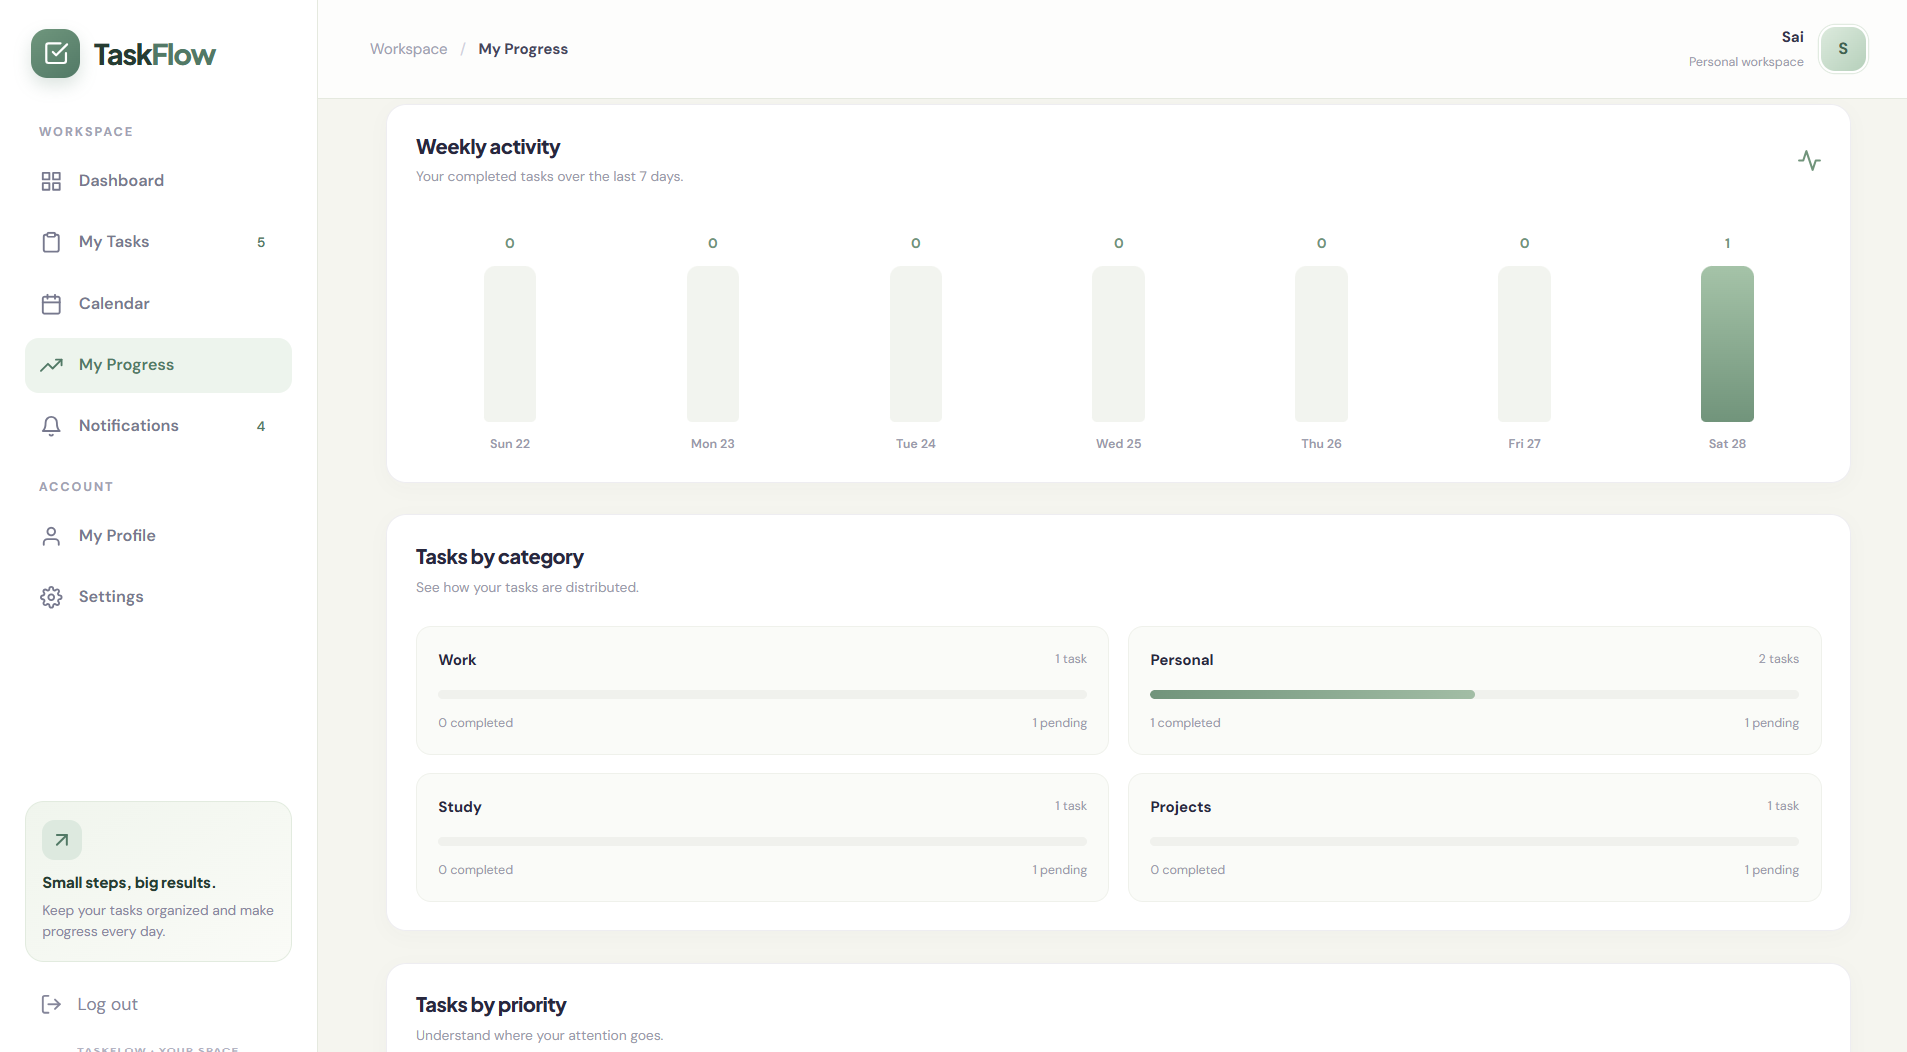 TaskFlow
WORKSPACE
Dashboard
My Tasks 5
Calendar
My Progress
Notifications 4
ACCOUNT
My Profile
Settings
Small steps, big results.
Keep your tasks organized and make
progress every day.
Log out
TASKFLOW · YOUR SPACE
Workspace / My Progress
Sai
Personal workspace
S
Weekly activity
Your completed tasks over the last 7 days.
0 0 0 0 0 0 1
Sun 22 Mon 23 Tue 24 Wed 25 Thu 26 Fri 27 Sat 28
Tasks by category
See how your tasks are distributed.
Work 1 task
0 completed 1 pending
Personal 2 tasks
1 completed 1 pending
Study 1 task
0 completed 1 pending
Projects 1 task
0 completed 1 pending
Tasks by priority
Understand where your attention goes.